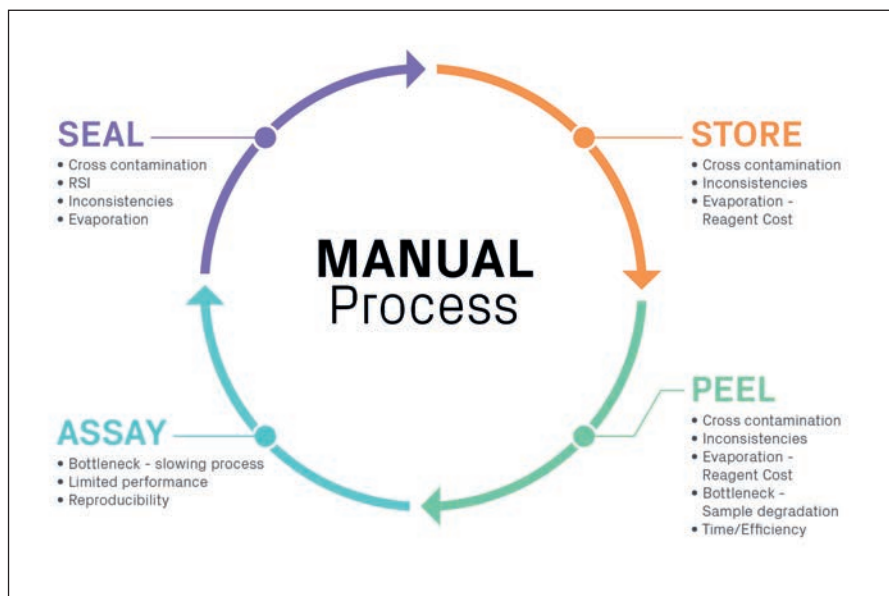 SEAL
• Cross contamination
• RSI
• Inconsistencies
• Evaporation
STORE
• Cross contamination
• Inconsistencies
• Evaporation -
Reagent Cost
MANUAL
Process
ASSAY
• Bottleneck - slowing process
• Limited performance
• Reproducibility
PEEL
• Cross contamination
• Inconsistencies
• Evaporation -
Reagent Cost
• Bottleneck -
Sample degradation
• Time/Efficiency